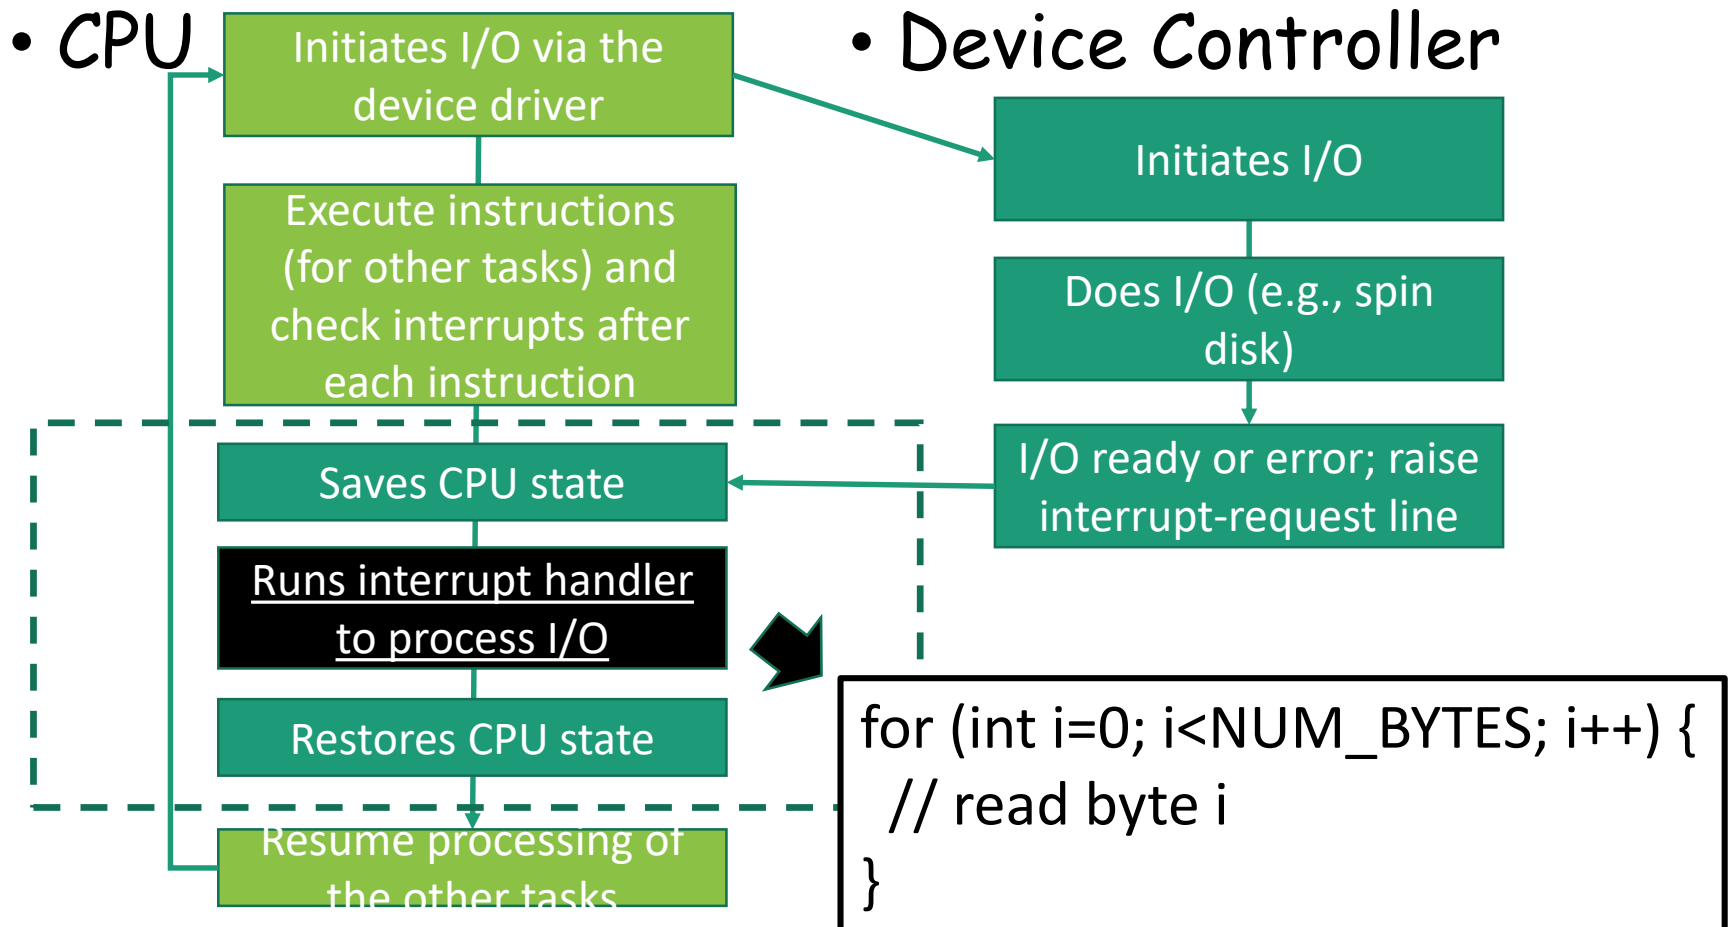 • CPU
Initiates I/O via the
device driver
Execute instructions
(for other tasks) and
check interrupts after
each instruction
Saves CPU state
Runs interrupt handler
to process I/O
Restores CPU state
Resume processing of
the other tasks
• Device Controller
Initiates I/O
Does I/O (e.g., spin
disk)
I/O ready or error; raise
interrupt-request line
for (int i=0; i<NUM_BYTES; i++) {
// read byte i
}